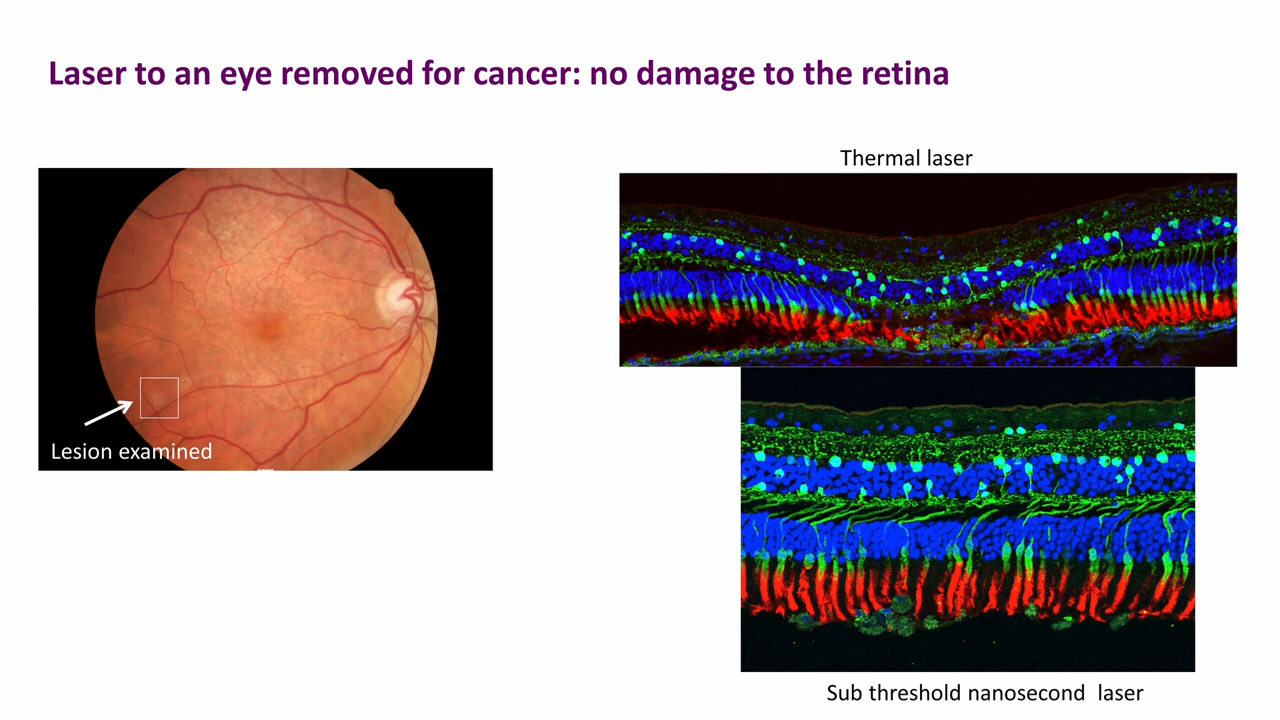 Laser to an eye removed for cancer: no damage to the retina
Thermal laser
Lesion examined
Sub threshold nanosecond  laser